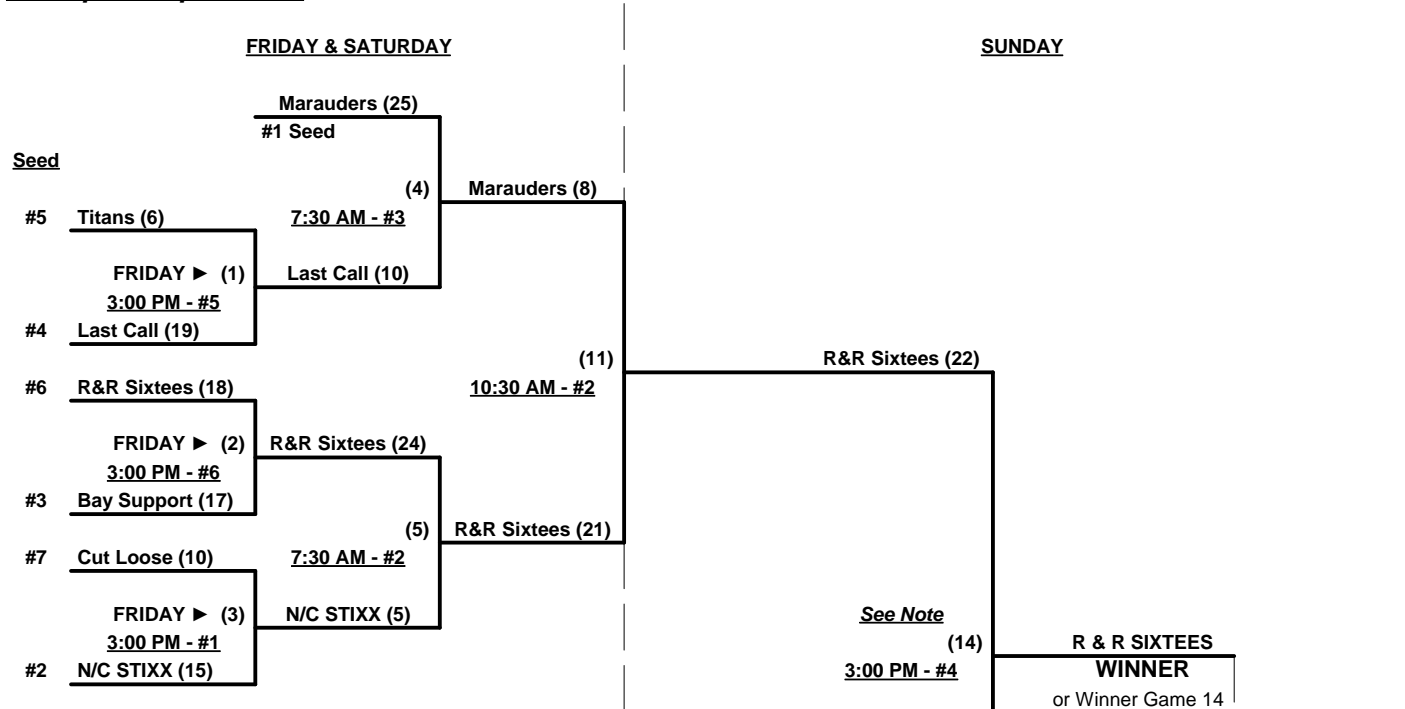 FRIDAY & SATURDAY
SUNDAY
Marauders (25)
#1 Seed
Seed
(4)
Marauders (8)
#5 Titans (6)
7:30 AM - #3
FRIDAY ► (1)
Last Call (10)
3:00 PM - #5
#4 Last Call (19)
(11)
R&R Sixtees (22)
#6 R&R Sixtees (18)
10:30 AM - #2
FRIDAY ► (2)
R&R Sixtees (24)
3:00 PM - #6
#3 Bay Support (17)
(5)
R&R Sixtees (21)
#7 Cut Loose (10)
7:30 AM - #2
FRIDAY ► (3)
N/C STIXX (5)
See Note
3:00 PM - #1
(14)
R & R SIXTEES
#2 N/C STIXX (15)
3:00 PM - #4
WINNER
or Winner Game 14